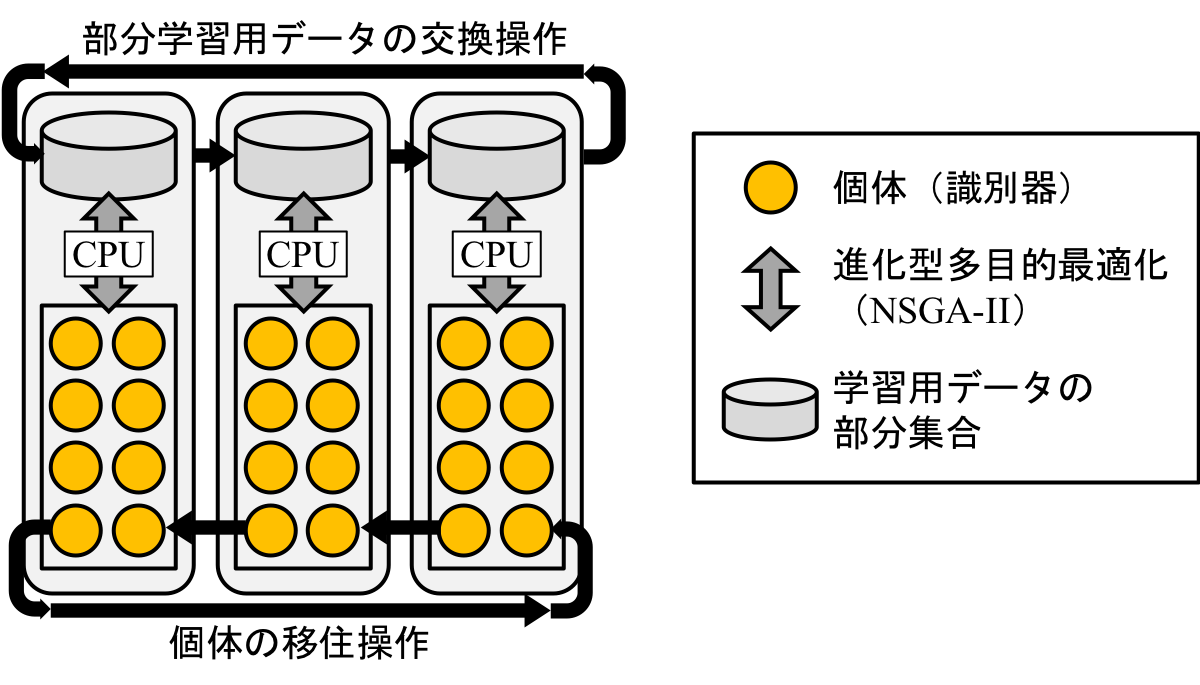 部分学習用データの交換操作
CPU
CPU
CPU
個体の移住操作
個体（識別器）
進化型多目的最適化
（NSGA-II）
学習用データの
部分集合